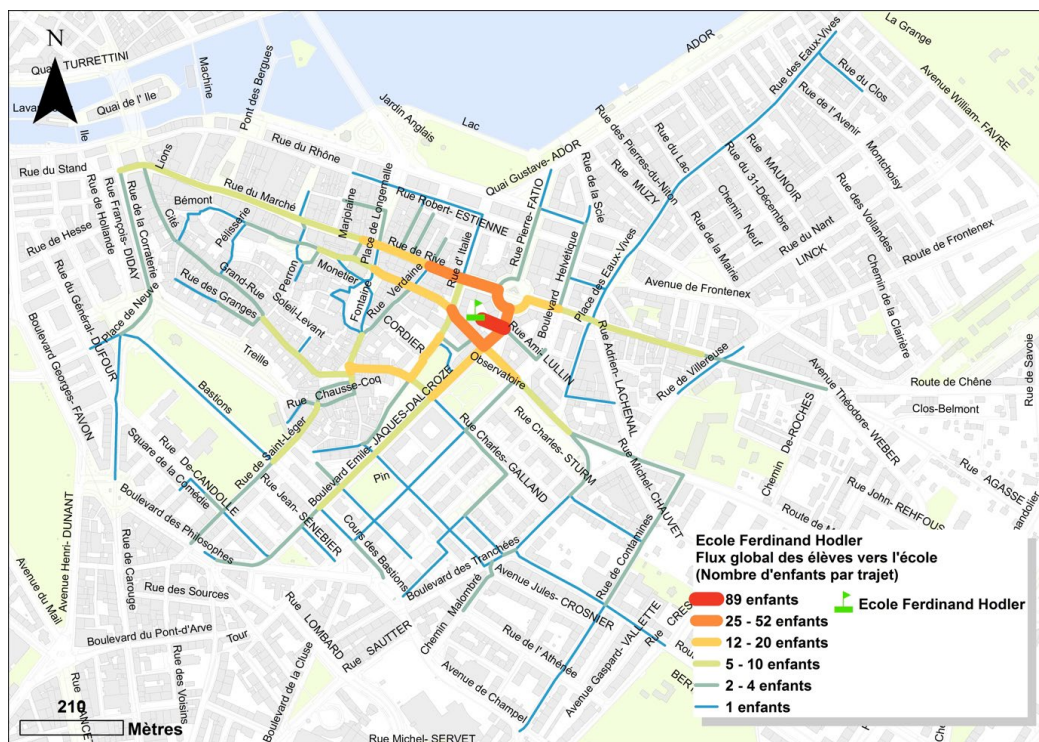 N
Quai TURRETTINI
Machine
Pont des Bergues
Quai de l' Ile
Ile
Jardin Anglais
Lac
ADOR
La Grange
Rue des Eaux-Vives
Rue du Clos
Avenue William- FAVRE
Rue de l' Avenir
Montchoisy
Rue du Stand
Lions
Rue du Rhône
Quai Gustave- ADOR
Rue des Pierres-du-Niton
Rue du Lac
Rue MUZY
Rue MAUNOIR
Rue du 31-Décembre
Chemin Neuf
Rue du Nant
LINCK
Rue des Vollandes
Route de Frontenex
Chemin de la Clairière
Rue de la Mairie
Rue de la Scie
Rue de Hesse
Rue de Hollande
Rue François- DIDAY
Rue de la Corraterie
Cité
Bémont
Pélisserie
Rue du Marché
Marjolaine
Place de Longemalle
Rue Robert- ESTIENNE
Rue de Rive
Rue d' Italie
Rue Pierre- FATIO
Boulevard Helvétique
Place des Eaux-Vives
Avenue de Frontenex
Perron
Monetier
Fontaine
Rue Verdaine
Grand-Rue
Soleil-Levant
Rue des Granges
Place de Neuve
Rue du Général- DUFOUR
Boulevard Georges- FAVON
Treille
CORDIER
Rue Ami- LULLIN
Observatoire
Rue Adrien- LACHENAL
Rue de Villereuse
Avenue Théodore- WEBER
Route de Chêne
Clos-Belmont
Rue de Savoie
Bastions
Rue Chausse-Coq
Rue de Saint-Léger
Boulevard Emile- JAQUES-DALCROZE
Rue Charles- STURM
Rue Charles- GALLAND
Rue Michel- CHAUVET
Chemin De-ROCHES
Rue AGASSE
Rue John- REHFOUS
Rue De-CANDOLLE
Square de la Comédie
Boulevard des Philosophes
Rue Jean- SENEBIER
Pin
Cours des Bastions
Boulevard des Tranchées
Rue de Contamines
Avenue Jules- CROSNIER
Chemin Malombré
Avenue Henri- DUNANT
Avenue du Mail
Rue de Carouge
Rue des Sources
Boulevard du Pont-d'Arve
Tour
Rue des Voisins
Boulevard de la Cluse
Rue LOMBARD
Rue SAUTTER
Rue de l' Athénée
Avenue de Champel
Avenue Gaspard- VALLETTE
Rue Michel- SERVET
Ecole Ferdinand Hodler
Flux global des élèves vers l'école
(Nombre d'enfants par trajet)
89 enfants
Ecole Ferdinand Hodler
25 - 52 enfants
12 - 20 enfants
5 - 10 enfants
2 - 4 enfants
1 enfants
210
Mètres